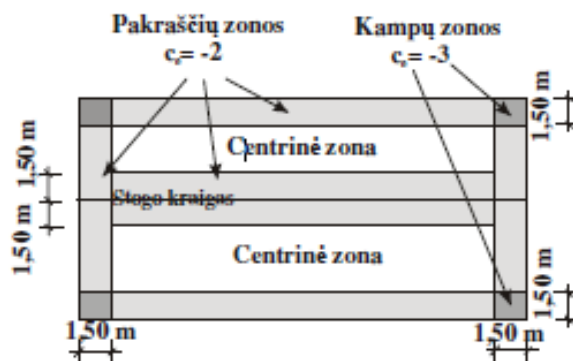 Pakraščių zonos
cₑ= -2
Kampų zonos
cₑ= -3
1,50 m
Centrinė zona
1,50 m
Stogo kraigas
1,50 m
Centrinė zona
1,50 m
1,50 m
1,50 m